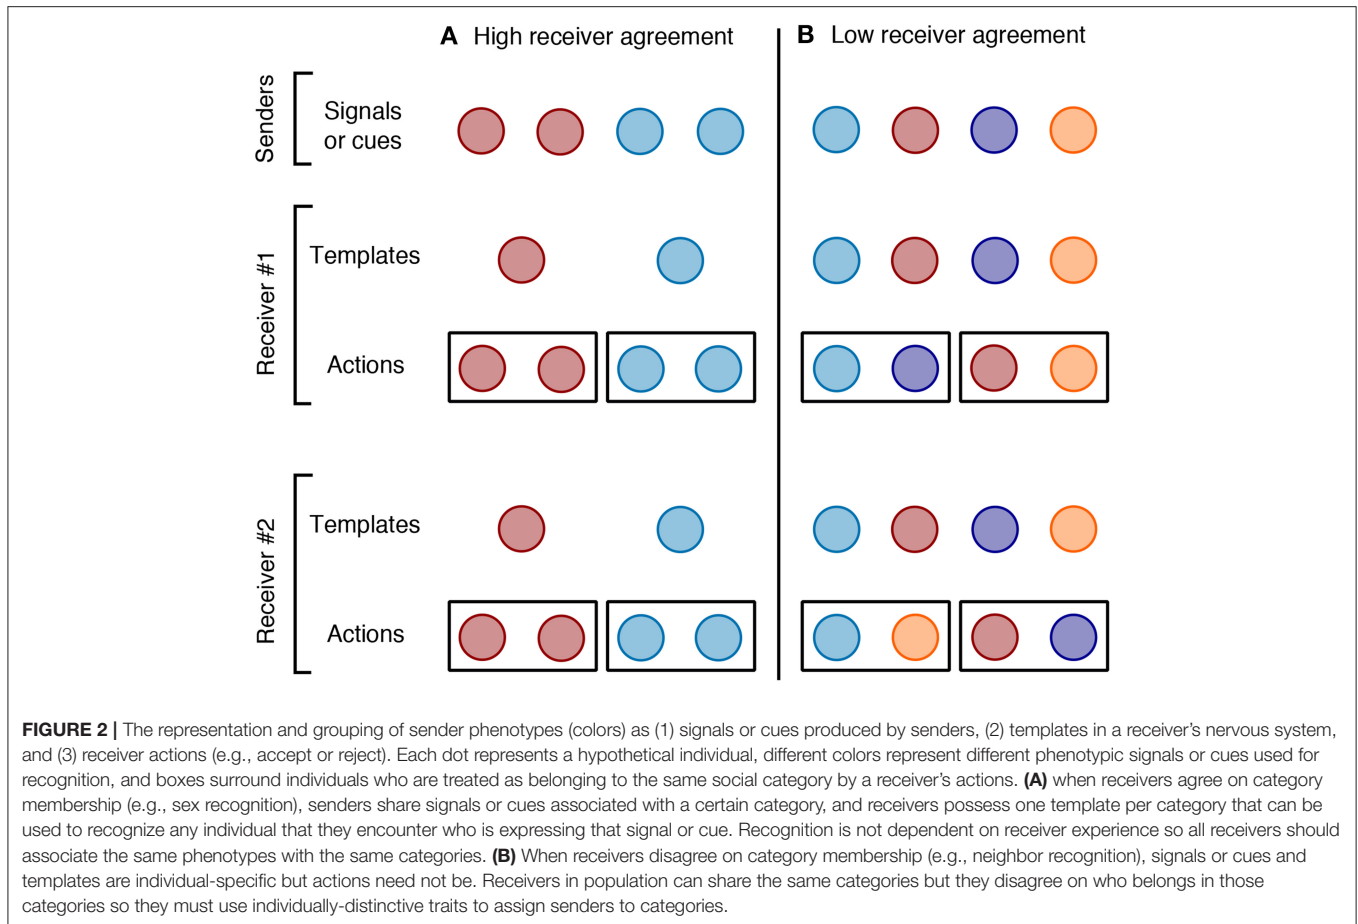 A High receiver agreement
B Low receiver agreement
Senders
Signals
or cues
Receiver #1
Templates
Actions
Receiver #2
Templates
Actions
FIGURE 2 | The representation and grouping of sender phenotypes (colors) as (1) signals or cues produced by senders, (2) templates in a receiver's nervous system,
and (3) receiver actions (e.g., accept or reject). Each dot represents a hypothetical individual, different colors represent different phenotypic signals or cues used for
recognition, and boxes surround individuals who are treated as belonging to the same social category by a receiver's actions. (A) when receivers agree on category
membership (e.g., sex recognition), senders share signals or cues associated with a certain category, and receivers possess one template per category that can be
used to recognize any individual that they encounter who is expressing that signal or cue. Recognition is not dependent on receiver experience so all receivers should
associate the same phenotypes with the same categories. (B) When receivers disagree on category membership (e.g., neighbor recognition), signals or cues and
templates are individual-specific but actions need not be. Receivers in population can share the same categories but they disagree on who belongs in those
categories so they must use individually-distinctive traits to assign senders to categories.